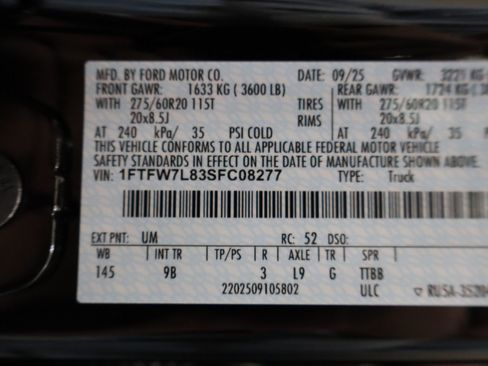 MFD. BY FORD MOTOR CO. DATE: 09/25 GVWR: 3221 KG
FRONT GAWR: 1633 KG ( 3600 LB) REAR GAWR: 1724 KG
WITH 275/60R20 115T TIRES WITH 275/60R20 115T
20x8.5J RIMS 20x8.5J
AT 240 kPa/ 35 PSI COLD AT 240 kPa/ 35
THIS VEHICLE CONFORMS TO ALL APPLICABLE FEDERAL MOTOR VEHICLE
SAFETY STANDARDS IN EFFECT ON THE DATE OF MANUFACTURE SHOWN
VIN: 1FTFW7L83SFC08277 TYPE: Truck
EXT PNT: UM RC: 52 DSO:
WB INT TR TP/PS R AXLE TR SPR
145 9B 3 L9 G TTBB
2202509105802 ULC